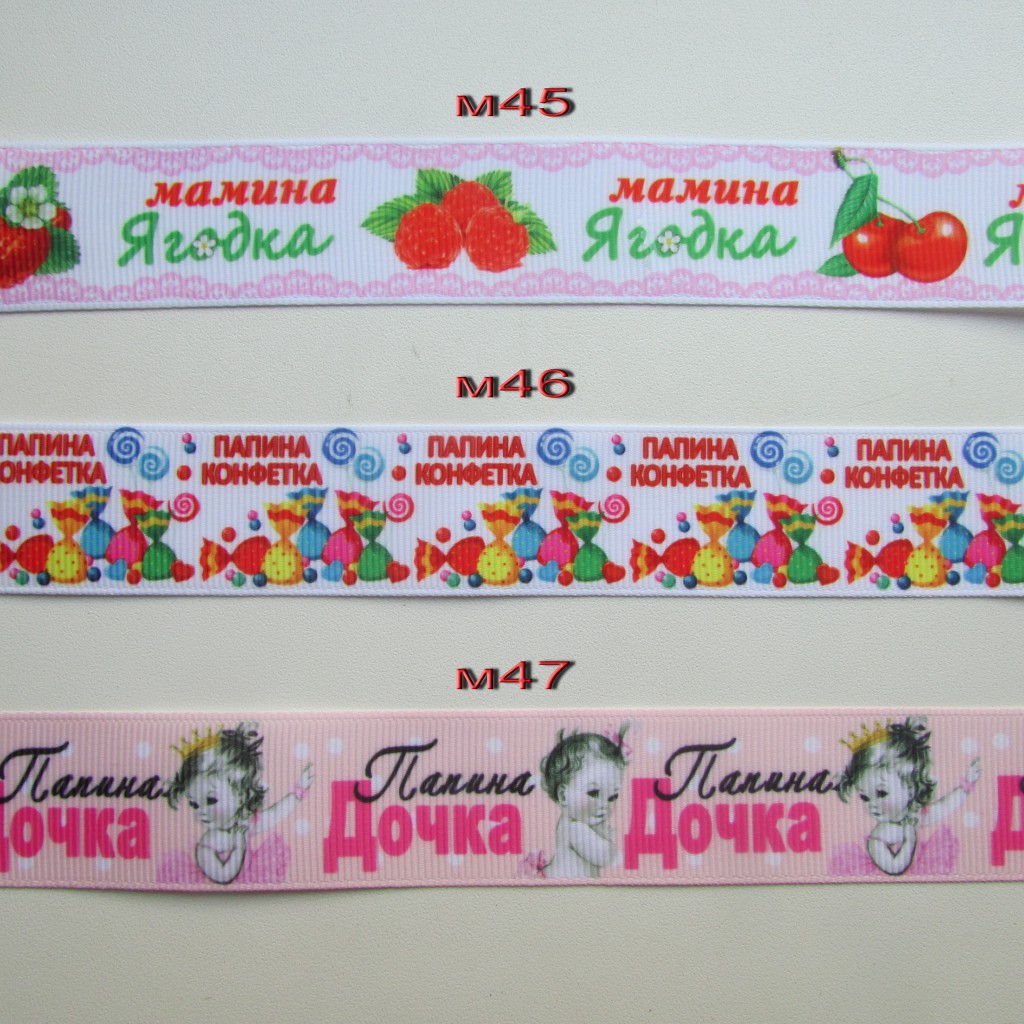 м45
мамина мамина
Ягодка Ягодка Я
м46
ПАПИНА ПАПИНА ПАПИНА ПАПИНА ПАПИНА
КОНФЕТКА КОНФЕТКА КОНФЕТКА КОНФЕТКА КОНФЕТКА
м47
Папина Папина Папина
Дочка Дочка Дочка Д